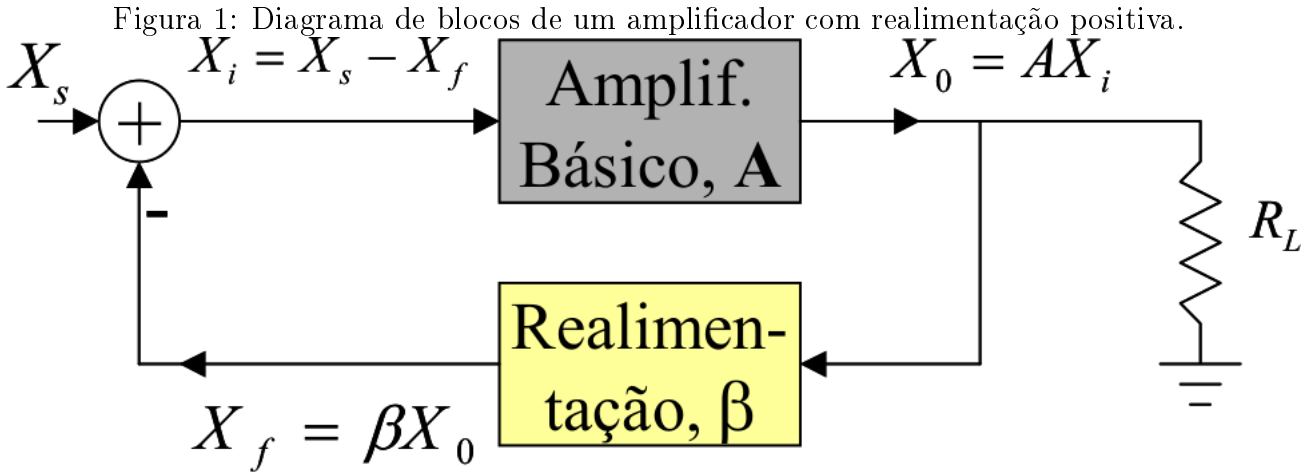 Figura 1: Diagrama de blocos de um amplificador com realimentação positiva.
X_s
X_i = X_s − X_f
Amplif.
Básico, A
X_0 = AX_i
+
-
R_L
Realimen-
tação, β
X_f = βX_0